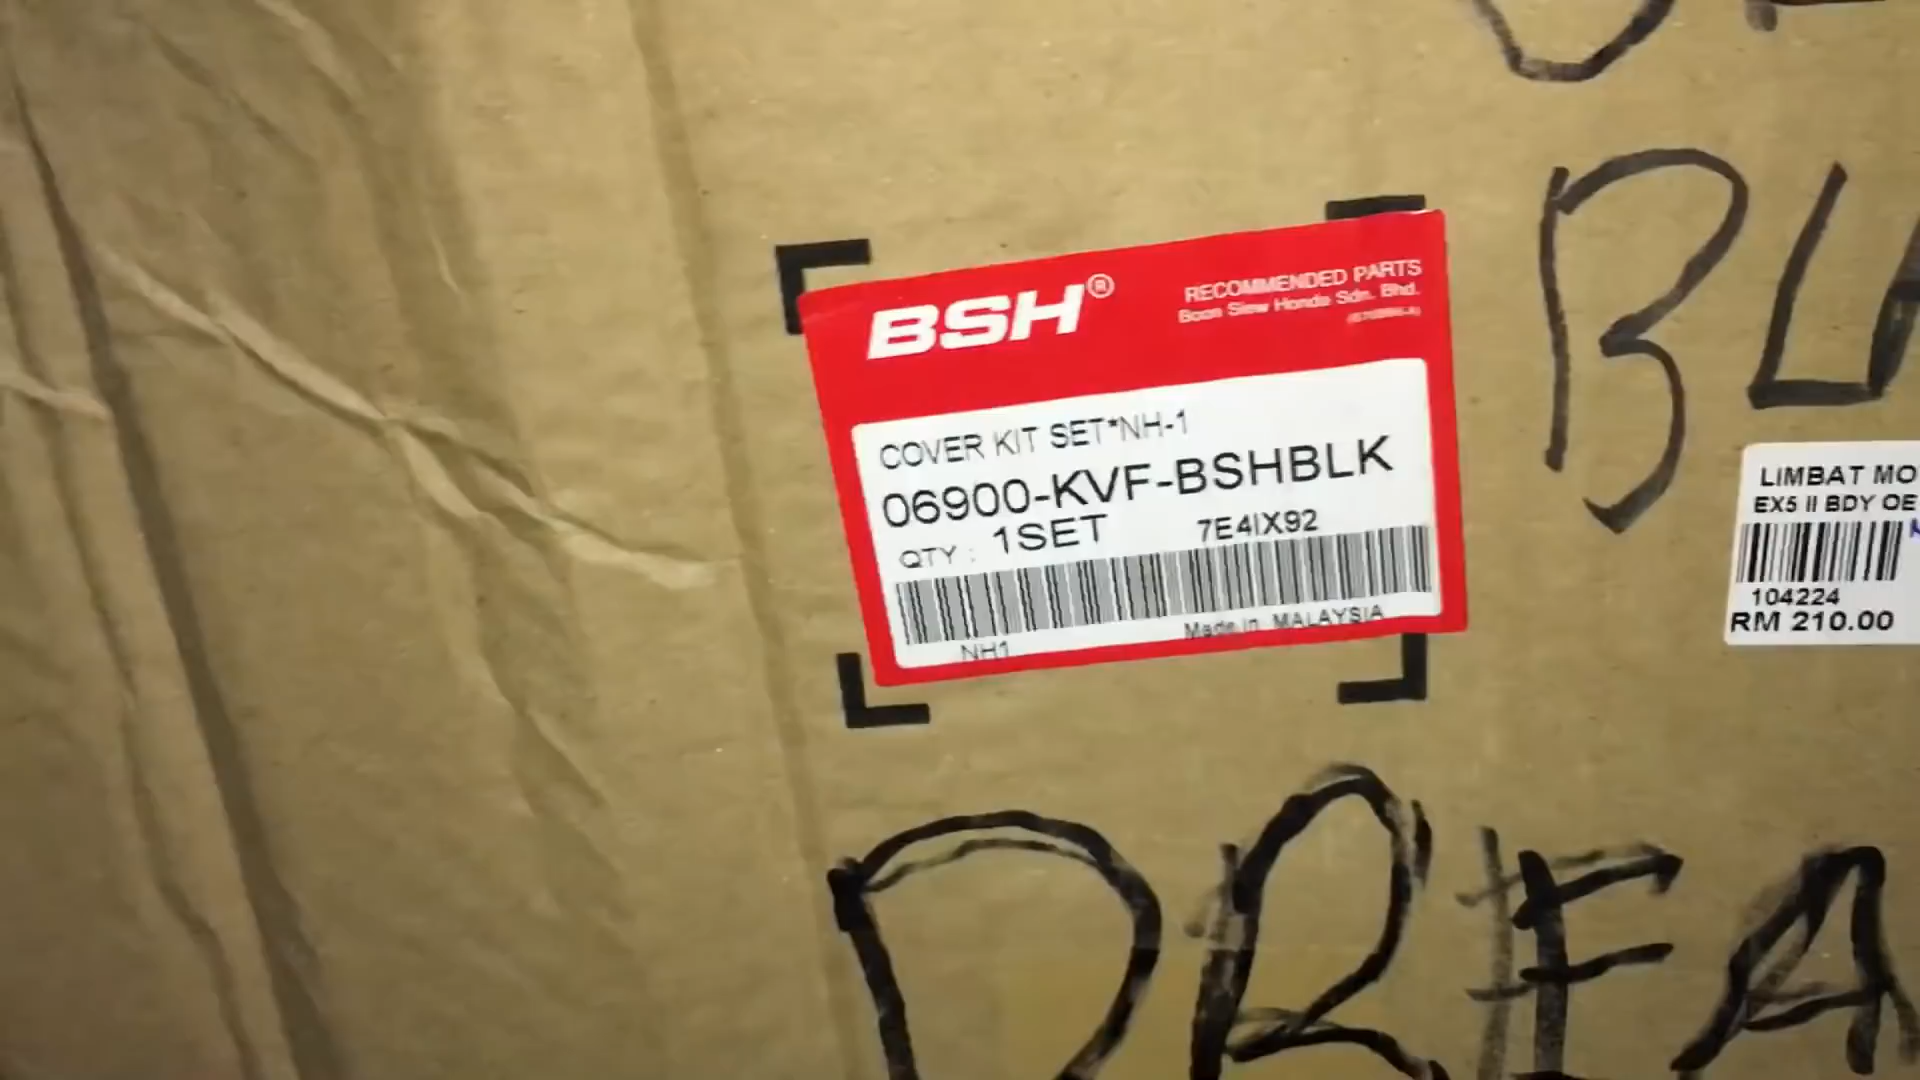 BSH®
RECOMMENDED PARTS
Boon Siew Honda Sdn. Bhd.
COVER KIT SET*NH-1
06900-KVF-BSHBLK
QTY : 1SET 7E4IX92
Made in MALAYSIA
NH1
LIMBAT MO
EX5 II BDY OE
104224
RM 210.00
DREA